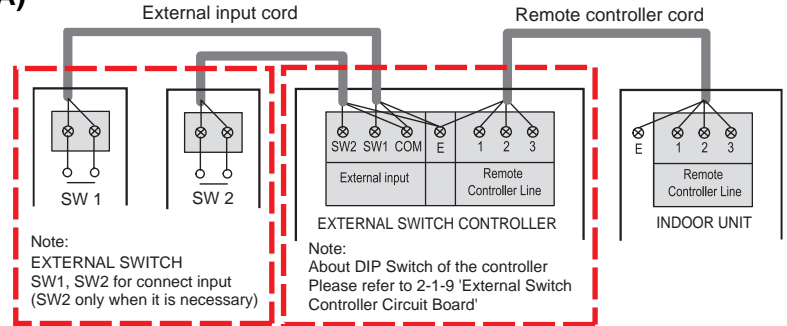 A)
External input cord
Remote controller cord
SW2 SW1 COM E 1 2 3
E 1 2 3
External input
Remote
Controller Line
Remote
Controller Line
SW 1
SW 2
EXTERNAL SWITCH CONTROLLER
INDOOR UNIT
Note:
EXTERNAL SWITCH
SW1, SW2 for connect input
(SW2 only when it is necessary)
Note:
About DIP Switch of the controller
Please refer to 2-1-9 'External Switch
Controller Circuit Board'